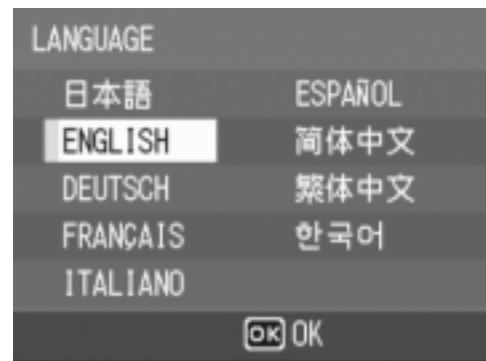 LANGUAGE
日本語 ESPAÑOL
ENGLISH 简体中文
DEUTSCH 繁体中文
FRANÇAIS 한국어
ITALIANO
OK OK